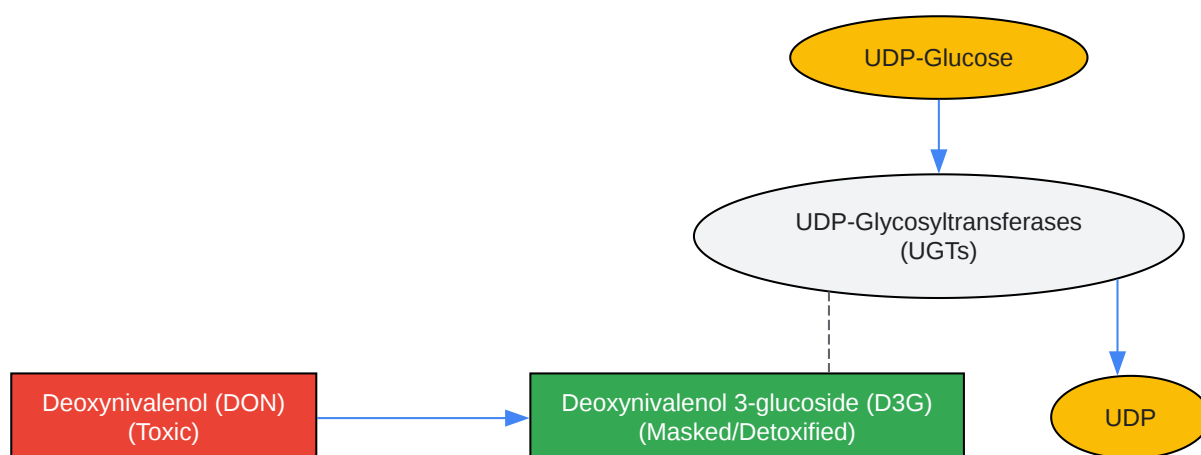 UDP-Glucose
UDP-Glycosyltransferases
(UGTs)
Deoxynivalenol (DON)
(Toxic)
Deoxynivalenol 3-glucoside (D3G)
(Masked/Detoxified)
UDP